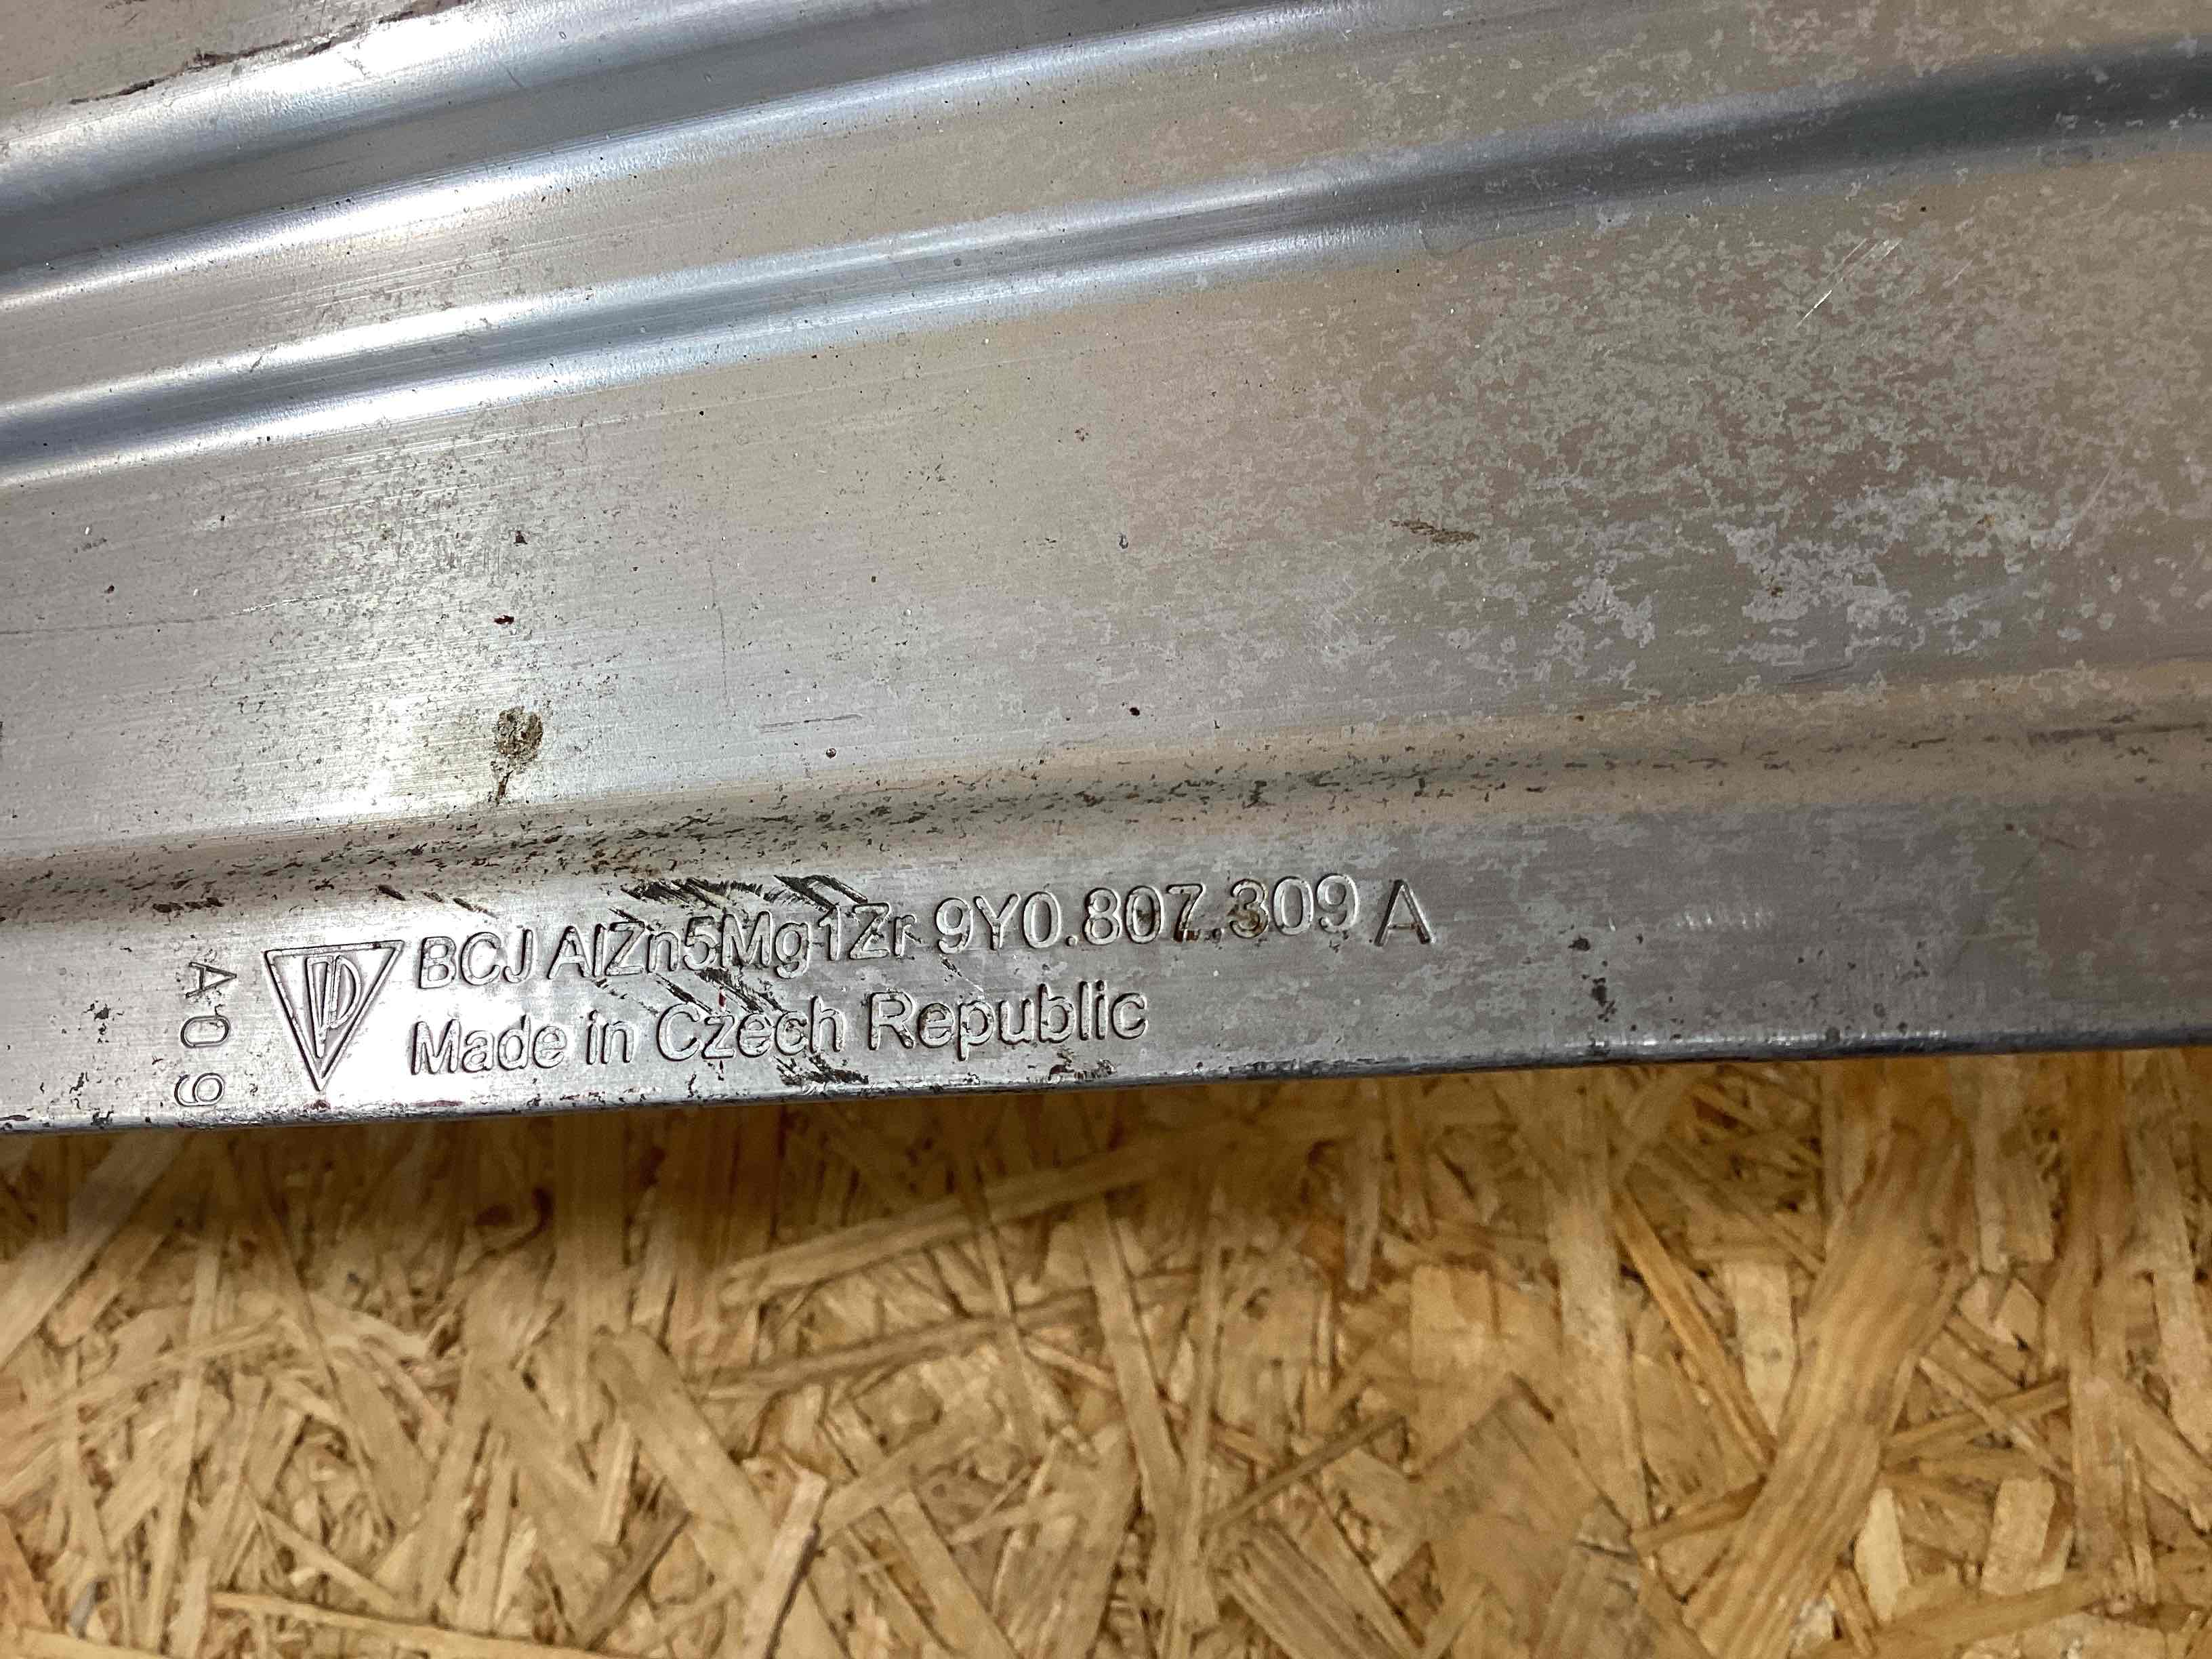 BCJ AlZn5Mg1Zr 9Y0.807.309 A
Made in Czech Republic
A09